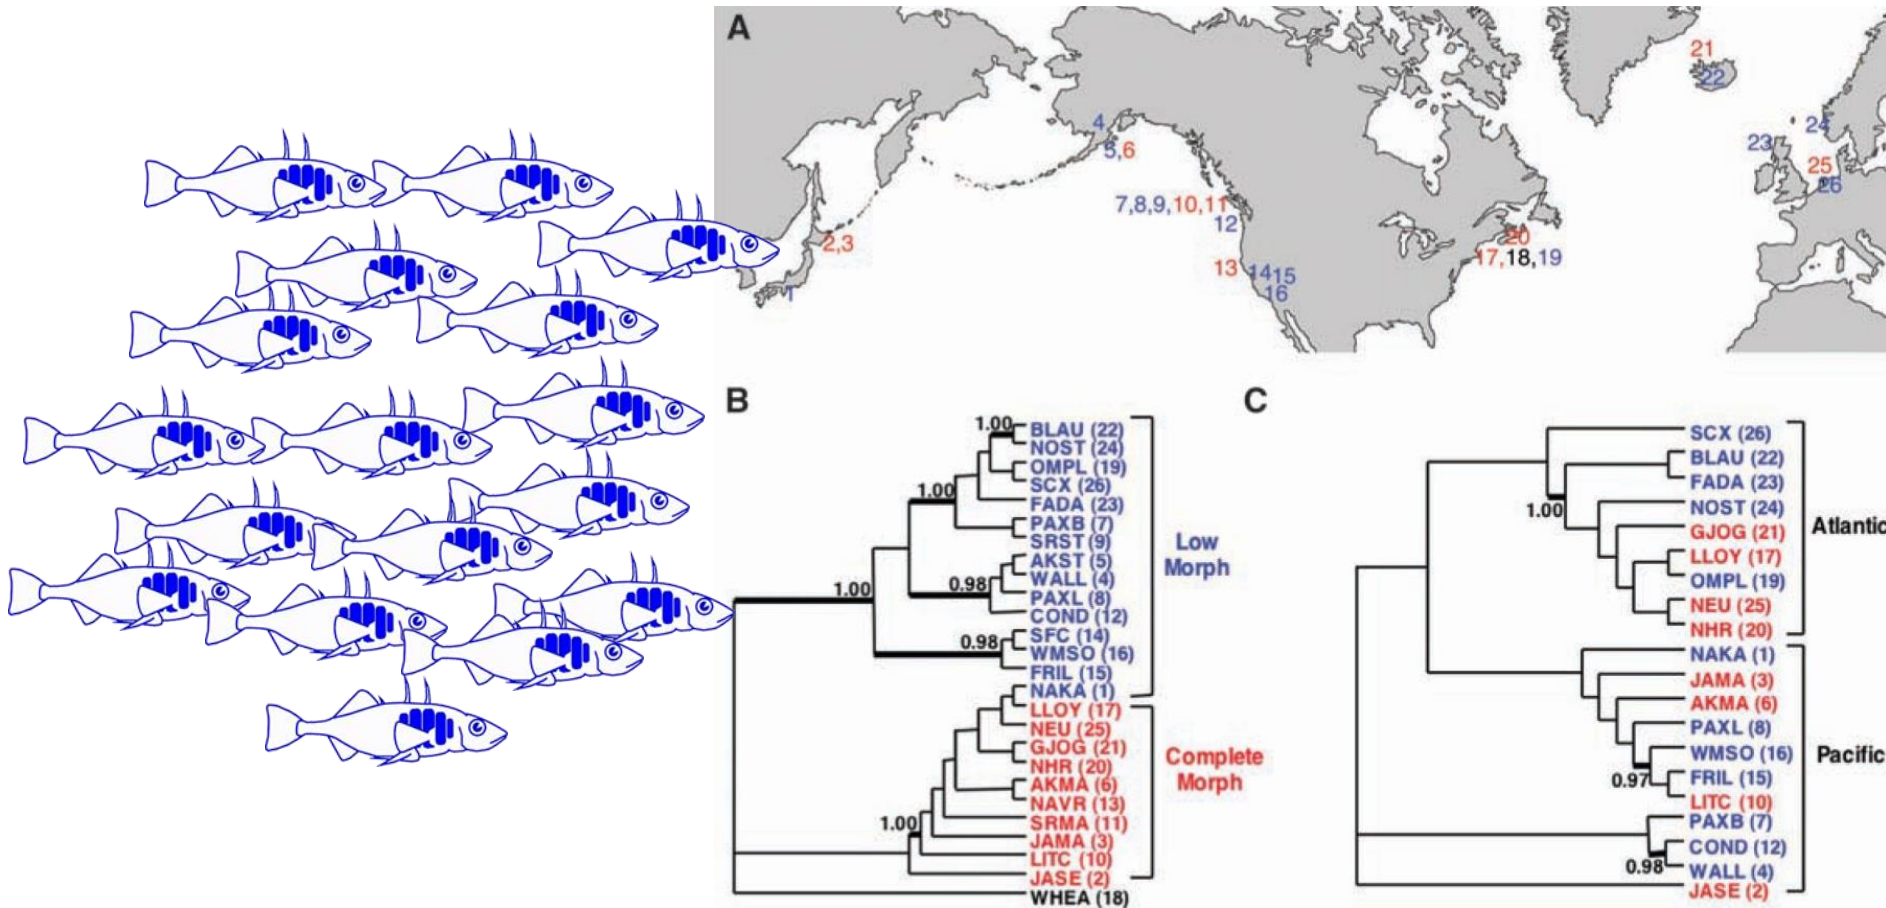 A
21
22
4
24
23
5,6
25
26
7,8,9,10,11
12
20
2,3
17,18,19
13
14
15
1
16
B
1.00
BLAU (22)
NOST (24)
OMPL (19)
1.00
SCX (26)
FADA (23)
PAXB (7)
SRST (9)
AKST (5)
WALL (4)
1.00
0.98
PAXL (8)
COND (12)
SFC (14)
0.98
WMSO (16)
FRIL (15)
NAKA (1)
LLOY (17)
NEU (25)
GJOG (21)
NHR (20)
AKMA (6)
NAVR (13)
1.00
SRMA (11)
JAMA (3)
LITC (10)
JASE (2)
WHEA (18)
Low
Morph
Complete
Morph
C
SCX (26)
BLAU (22)
FADA (23)
1.00
NOST (24)
GJOG (21)
LLOY (17)
OMPL (19)
NEU (25)
NHR (20)
NAKA (1)
JAMA (3)
AKMA (6)
PAXL (8)
WMSO (16)
0.97
FRIL (15)
LITC (10)
PAXB (7)
COND (12)
0.98
WALL (4)
JASE (2)
Atlantic
Pacific